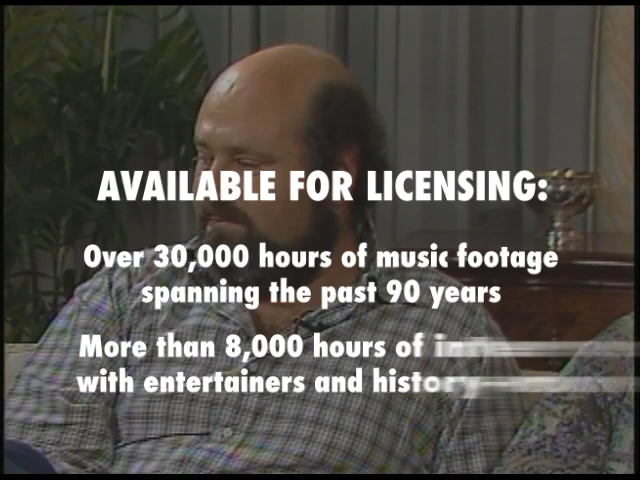 AVAILABLE FOR LICENSING:
Over 30,000 hours of music footage
spanning the past 90 years
More than 8,000 hours of
with entertainers and